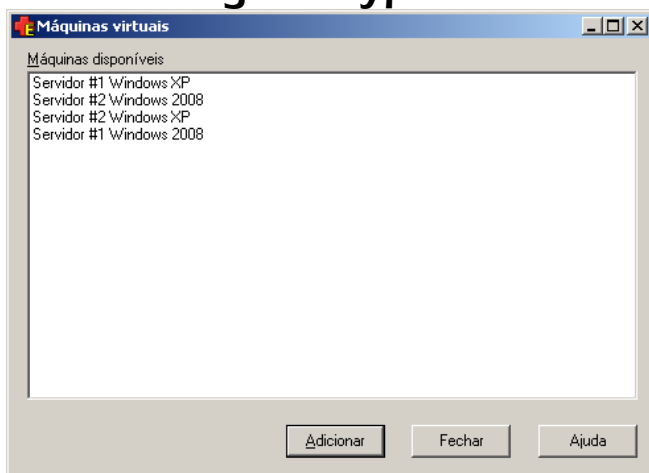 Máquinas virtuais
Máquinas disponíveis
Servidor #1 Windows XP
Servidor #2 Windows 2008
Servidor #2 Windows XP
Servidor #1 Windows 2008
Adicionar Fechar Ajuda